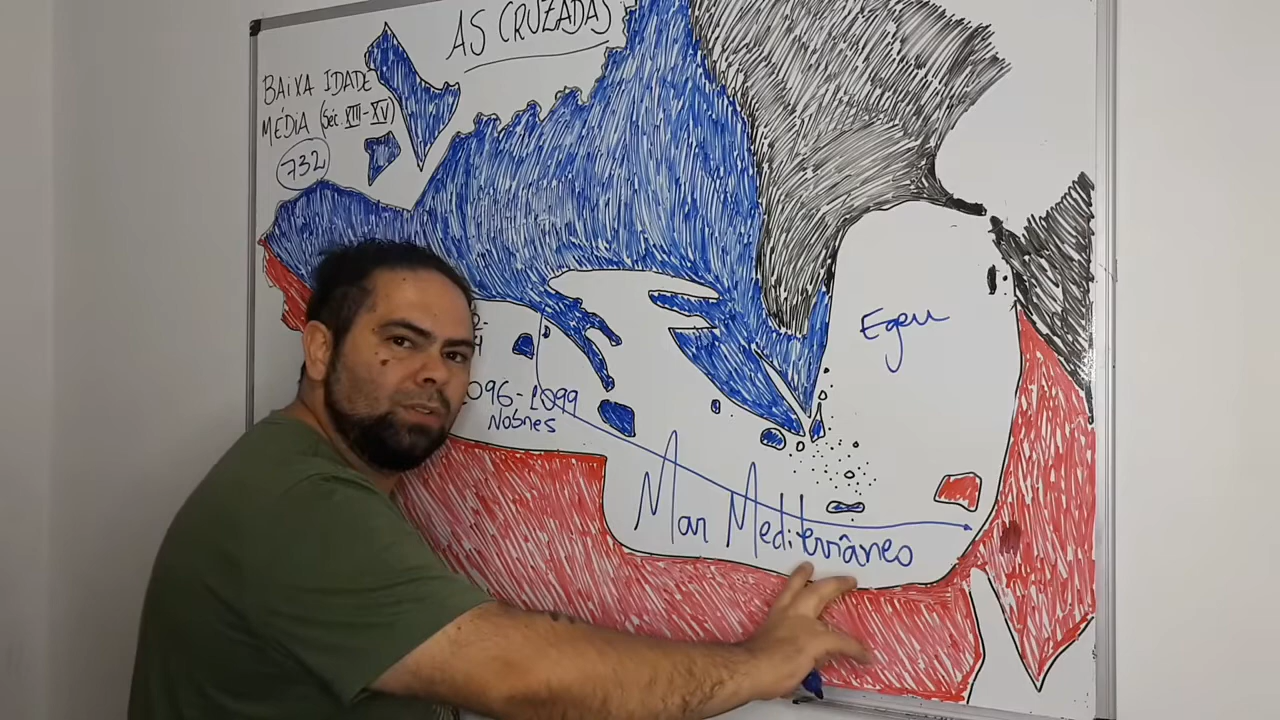 AS CRUZADAS
BAIXA IDADE
MÉDIA (Séc. XIII-XV)
732
Egeu
096-1099
Nobres
Mar Mediterrâneo